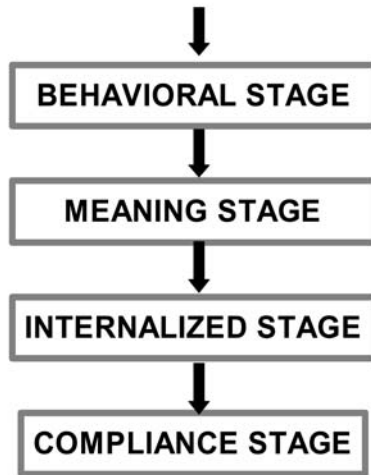 BEHAVIORAL STAGE
MEANING STAGE
INTERNALIZED STAGE
COMPLIANCE STAGE